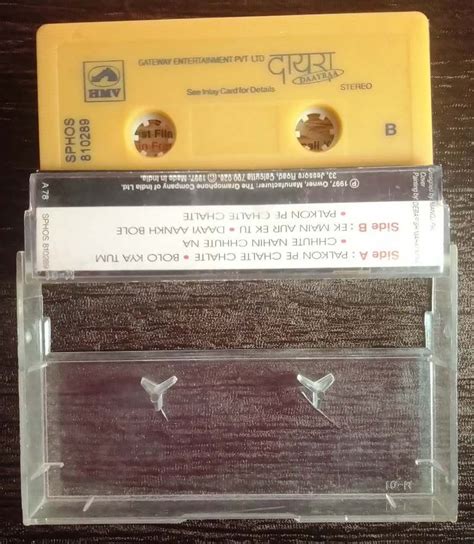 SPHOS
810289
HMV
GATEWAY ENTERTAINMENT PVT LTD
दायरा
DAAYRAA
See Inlay Card for Details
STEREO
B
A 78
SPHOS 810289
Side A: PALKON PE CHALTE CHALTE • BOLO KYA TUM
• CHHUTE NAHIN CHHUTE NA
Side B: EK MAIN AUR EK TU • DAAYI AANKH BOLE
• PALKON PE CHALTE CHALTE
℗ 1997, Owner, Manufacturer: The Gramophone Company of India Ltd.
33, Jessore Road, Calcutta 700 028. © 1997. Made in India.